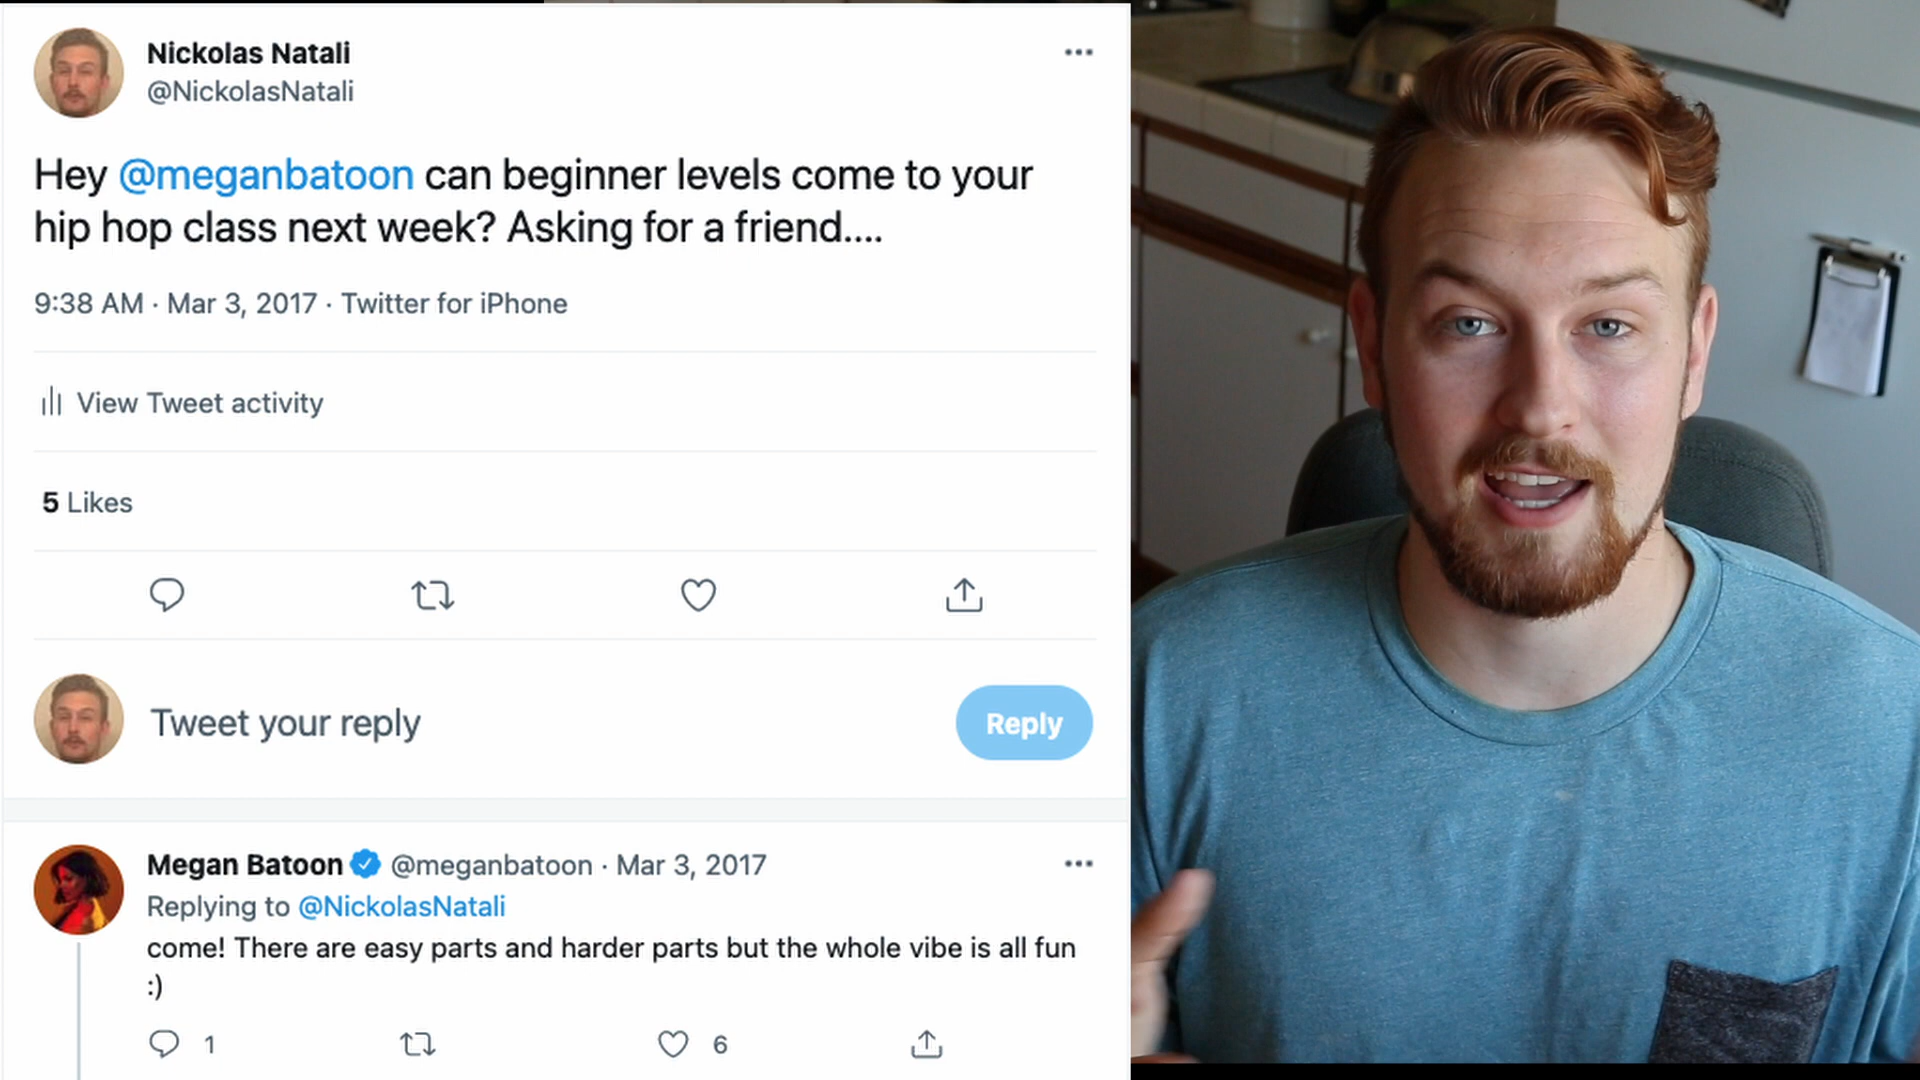 Nickolas Natali
@NickolasNatali
Hey @meganbatoon can beginner levels come to your
hip hop class next week? Asking for a friend....
9:38 AM · Mar 3, 2017 · Twitter for iPhone
View Tweet activity
5 Likes
Tweet your reply
Reply
Megan Batoon @meganbatoon · Mar 3, 2017
Replying to @NickolasNatali
come! There are easy parts and harder parts but the whole vibe is all fun
:)
1 6